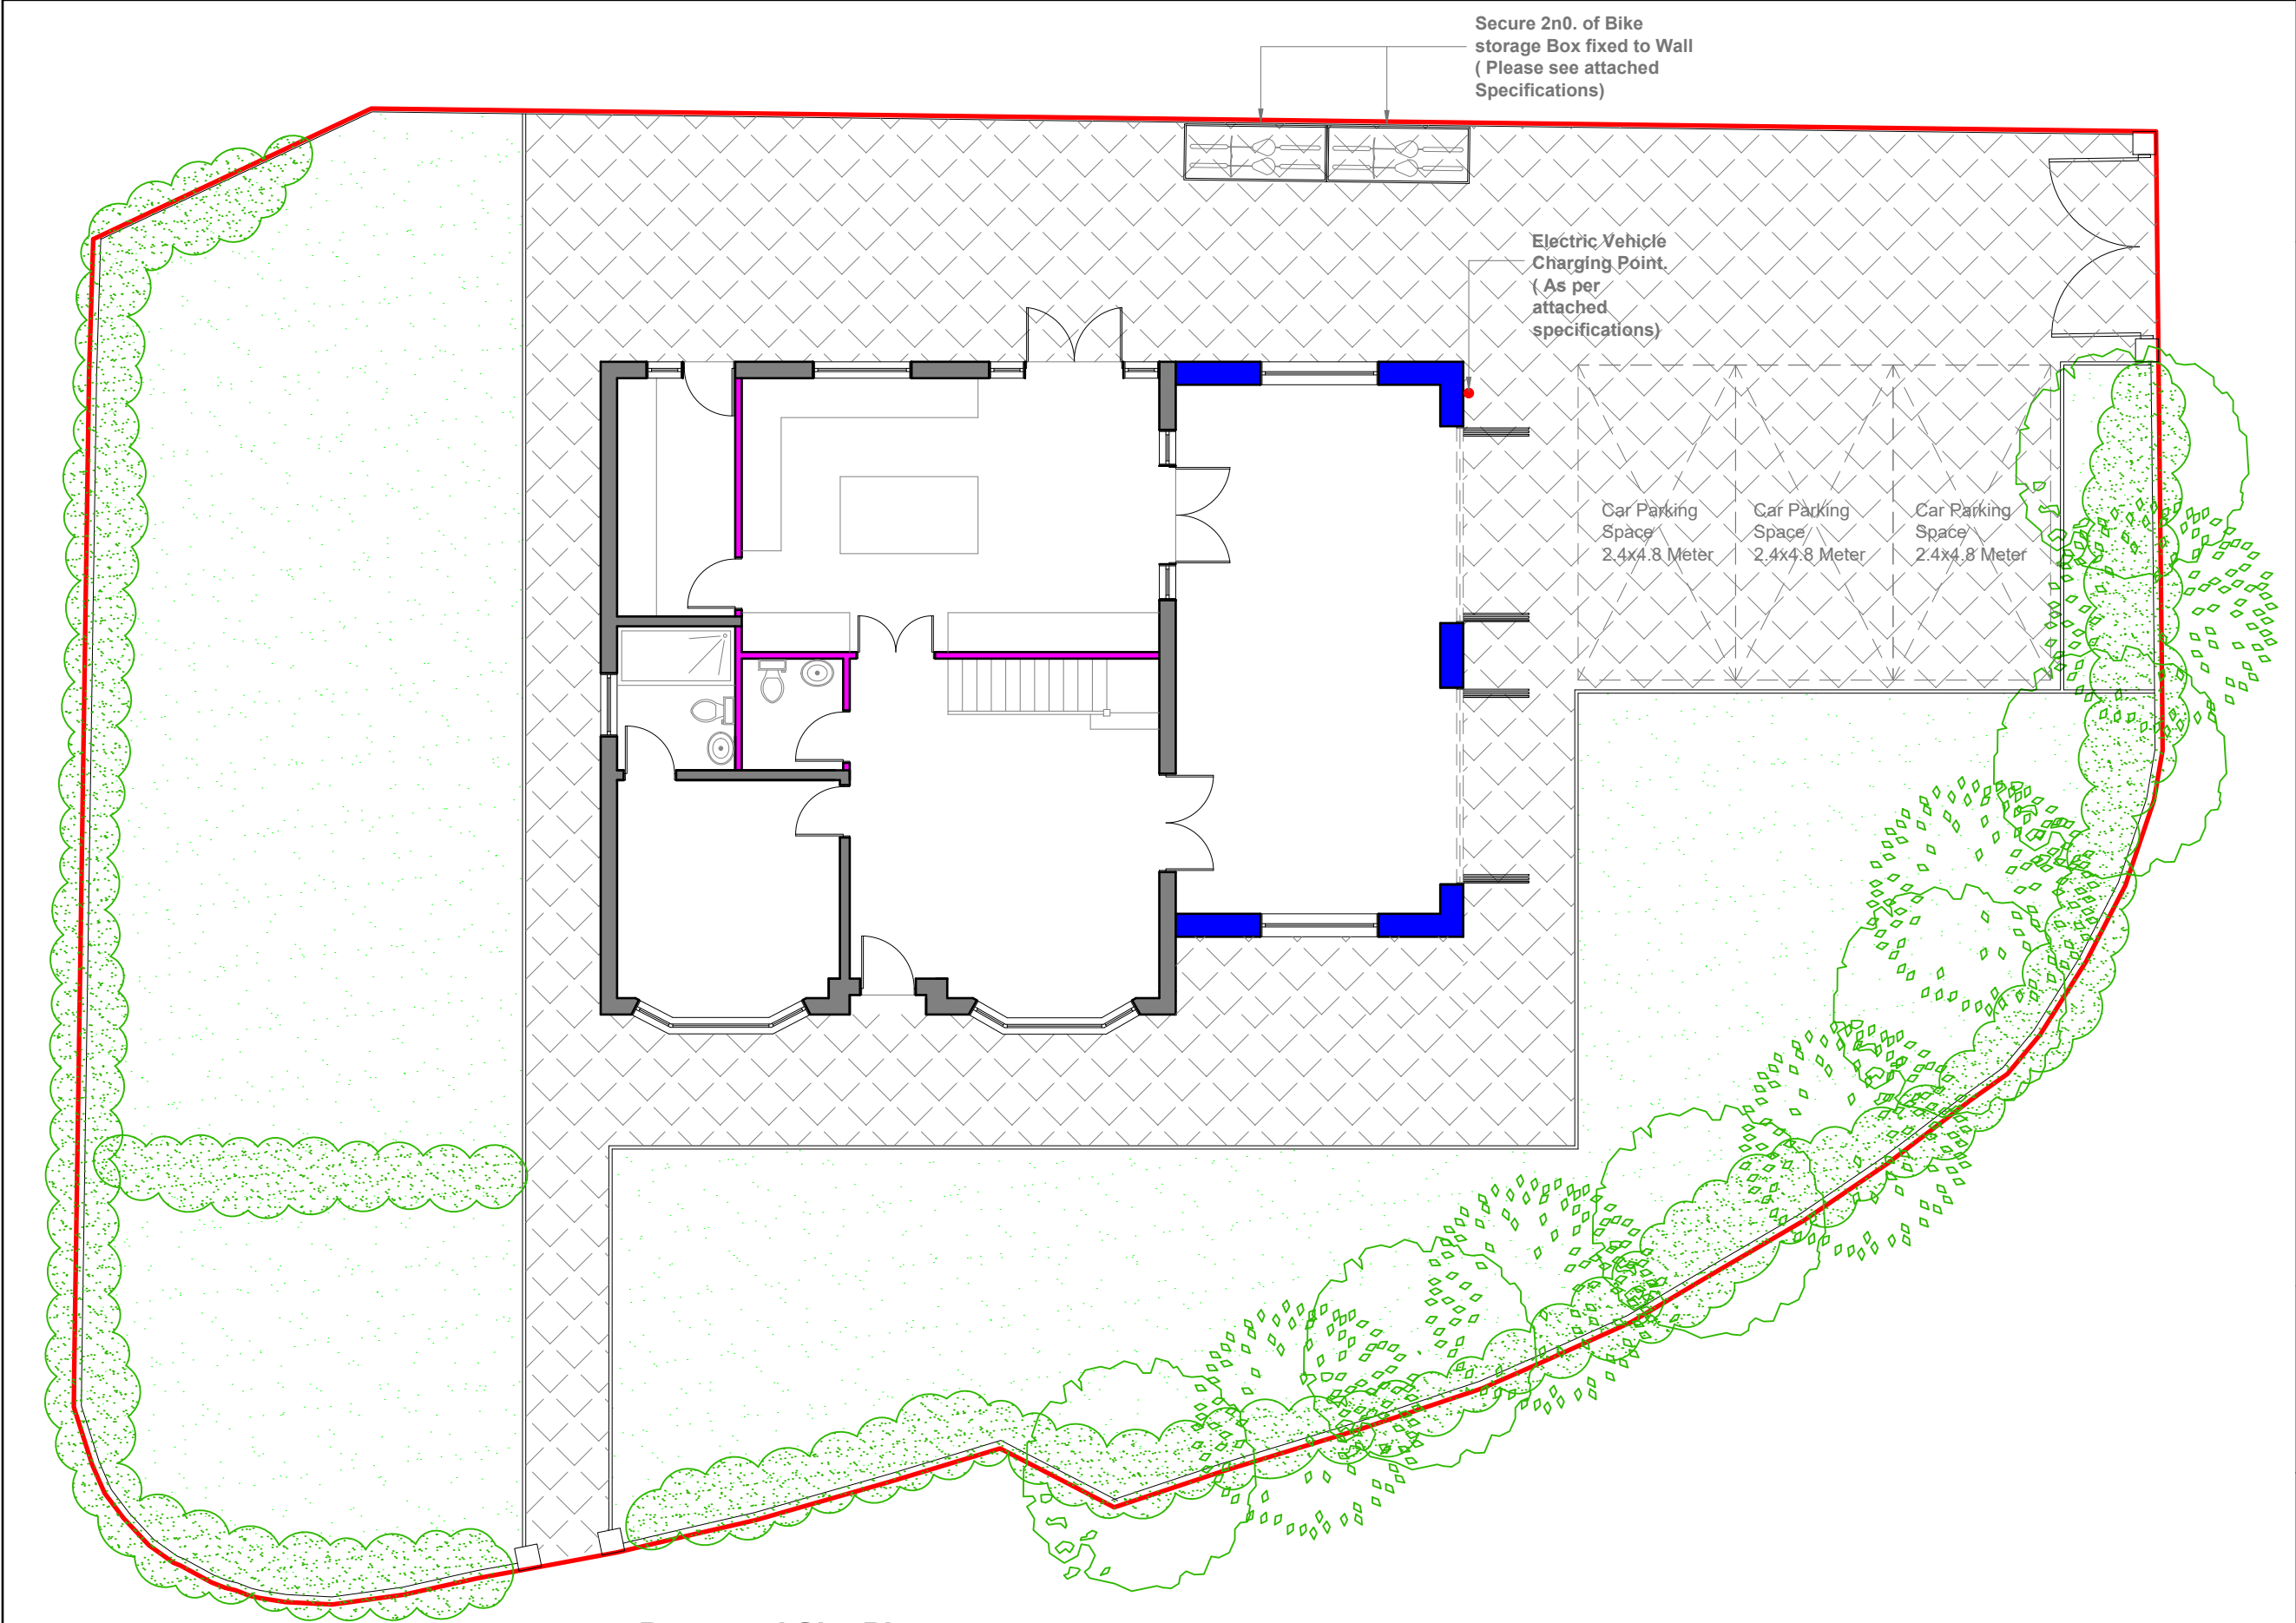 Secure 2n0. of Bike
storage Box fixed to Wall
( Please see attached
Specifications)
Electric Vehicle
Charging Point.
( As per
attached
specifications)
Car Parking
Space
2.4x4.8 Meter
Car Parking
Space
2.4x4.8 Meter
Car Parking
Space
2.4x4.8 Meter